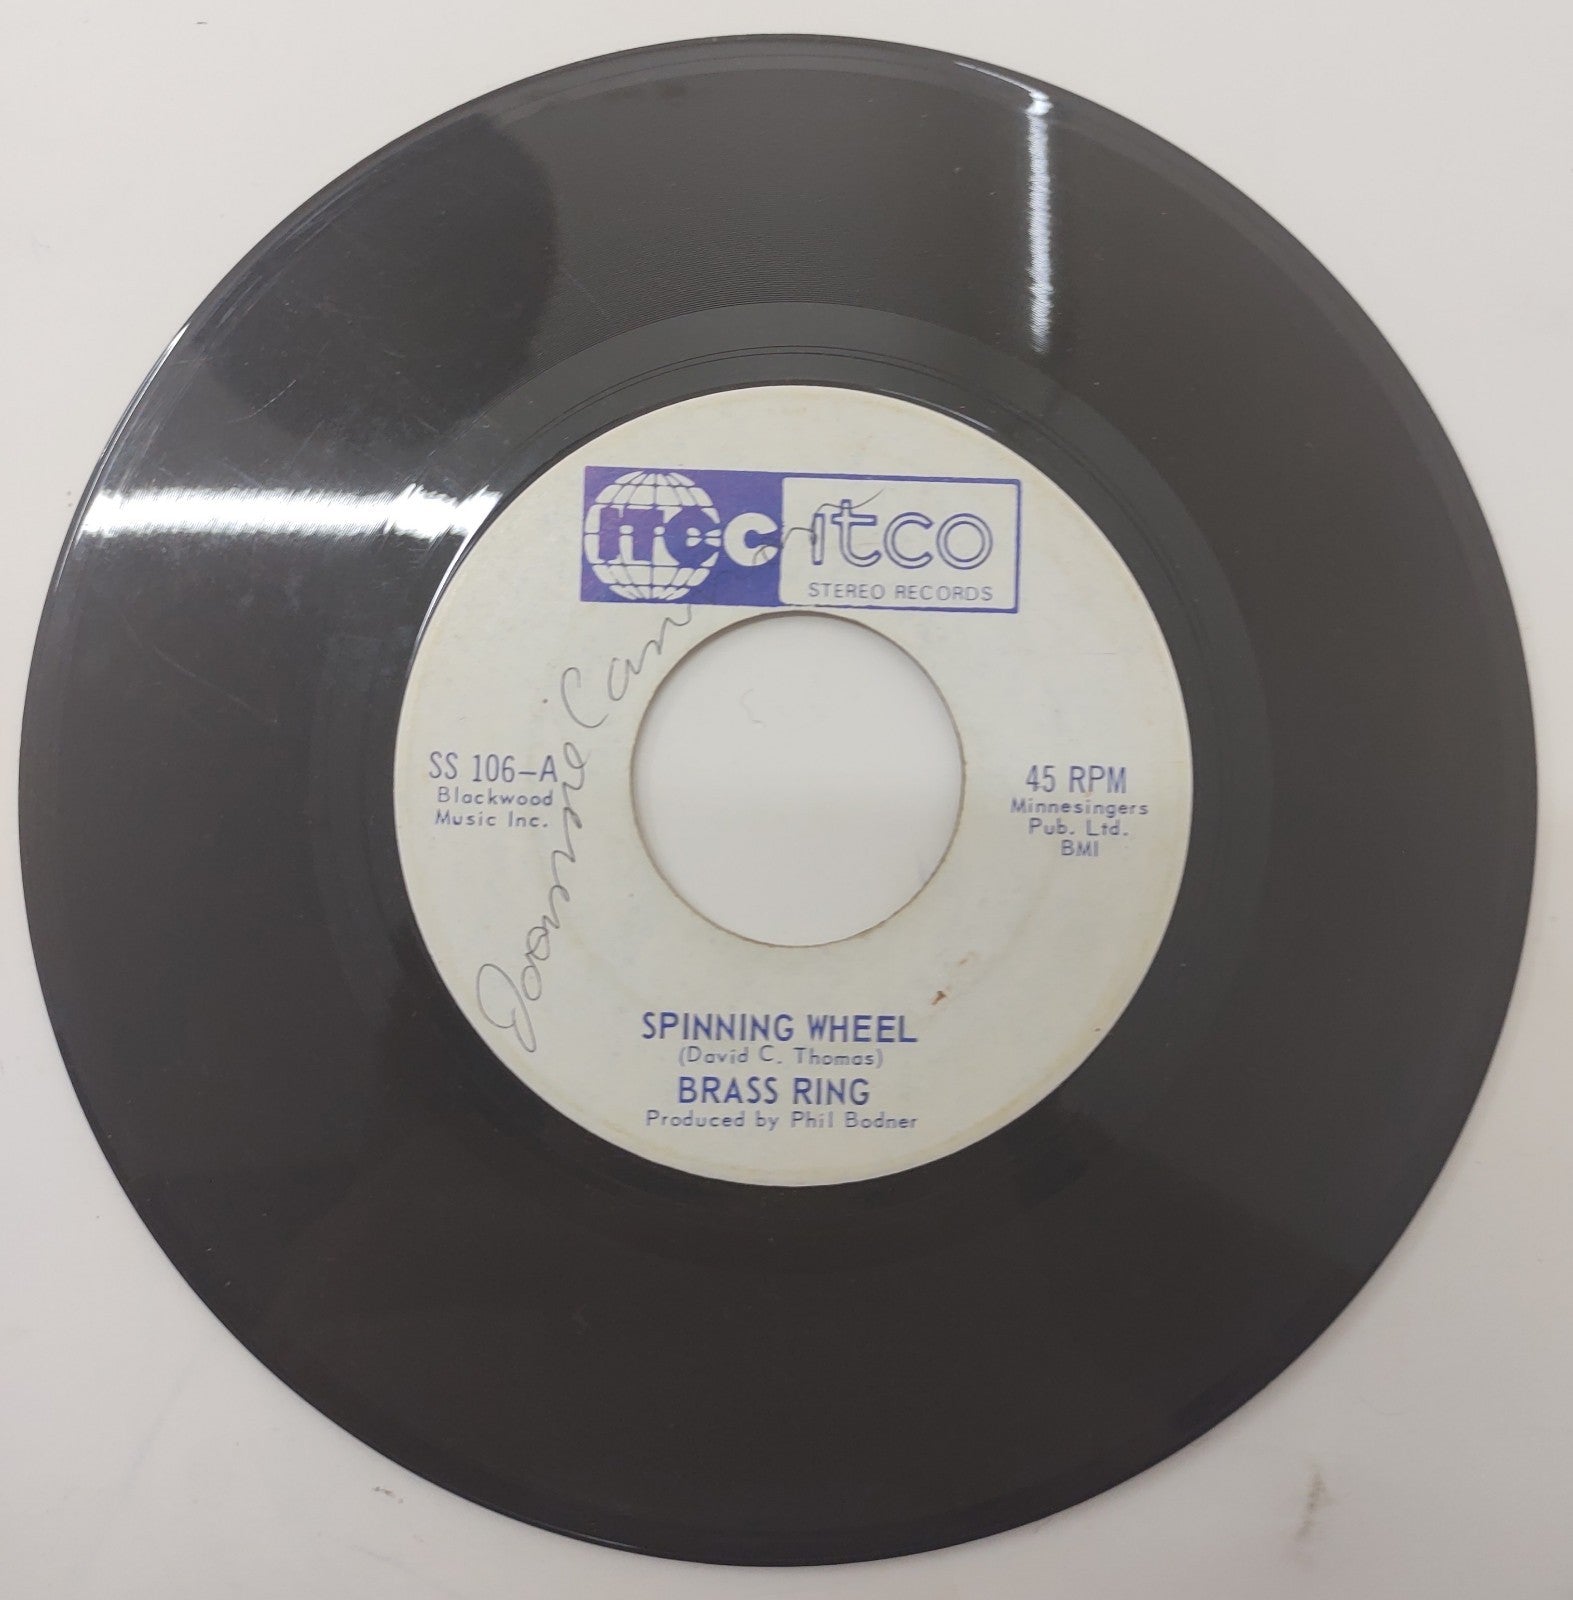 ITCC
itco
STEREO RECORDS
SS 106-A
Blackwood
Music Inc.
45 RPM
Minnesingers
Pub. Ltd.
BMI
SPINNING WHEEL
(David C. Thomas)
BRASS RING
Produced by Phil Bodner